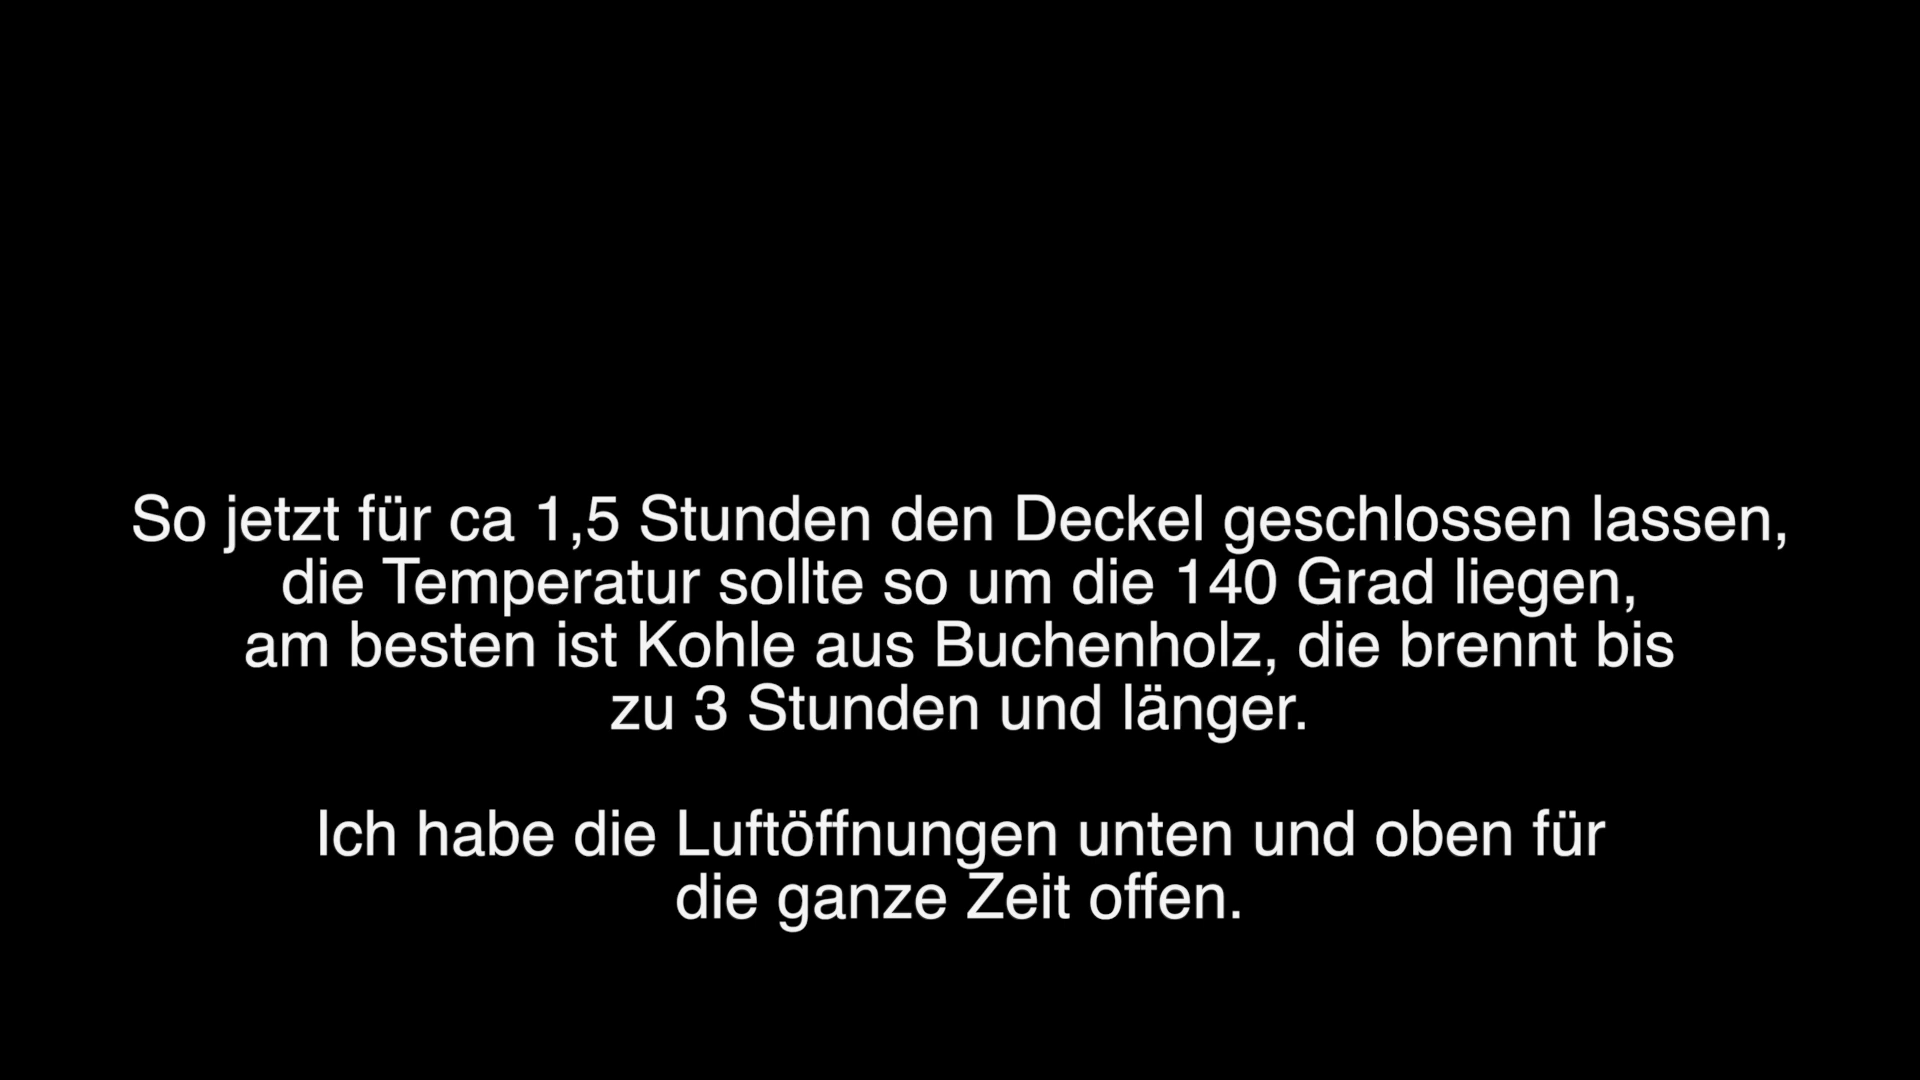 So jetzt für ca 1,5 Stunden den Deckel geschlossen lassen,
die Temperatur sollte so um die 140 Grad liegen,
am besten ist Kohle aus Buchenholz, die brennt bis
zu 3 Stunden und länger.
Ich habe die Luftöffnungen unten und oben für
die ganze Zeit offen.